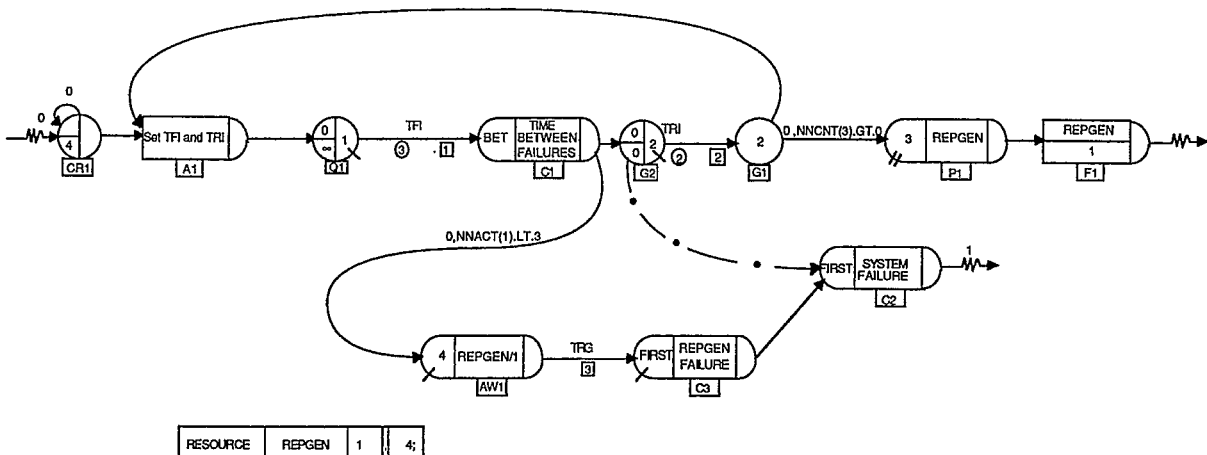 0
0
4
CR1
Set TFI and TRI
A1
0
∞
1
Q1
TFI
3
1
BET
TIME
BETWEEN
FAILURES
C1
0
0
2
G2
TRI
2
2
2
G1
0,NNCNT(3).GT.0
3
REPGEN
P1
REPGEN
1
F1
0,NNACT(1).LT.3
4
REPGEN/1
AW1
TRG
3
FIRST
REPGEN
FAILURE
C3
FIRST
SYSTEM
FAILURE
C2
1
RESOURCE REPGEN 1 4;